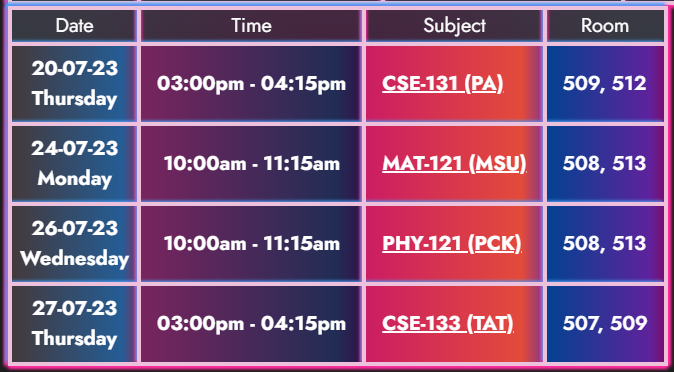 Date Time Subject Room
20-07-23
Thursday
03:00pm - 04:15pm
CSE-131 (PA)
509, 512
24-07-23
Monday
10:00am - 11:15am
MAT-121 (MSU)
508, 513
26-07-23
Wednesday
10:00am - 11:15am
PHY-121 (PCK)
508, 513
27-07-23
Thursday
03:00pm - 04:15pm
CSE-133 (TAT)
507, 509